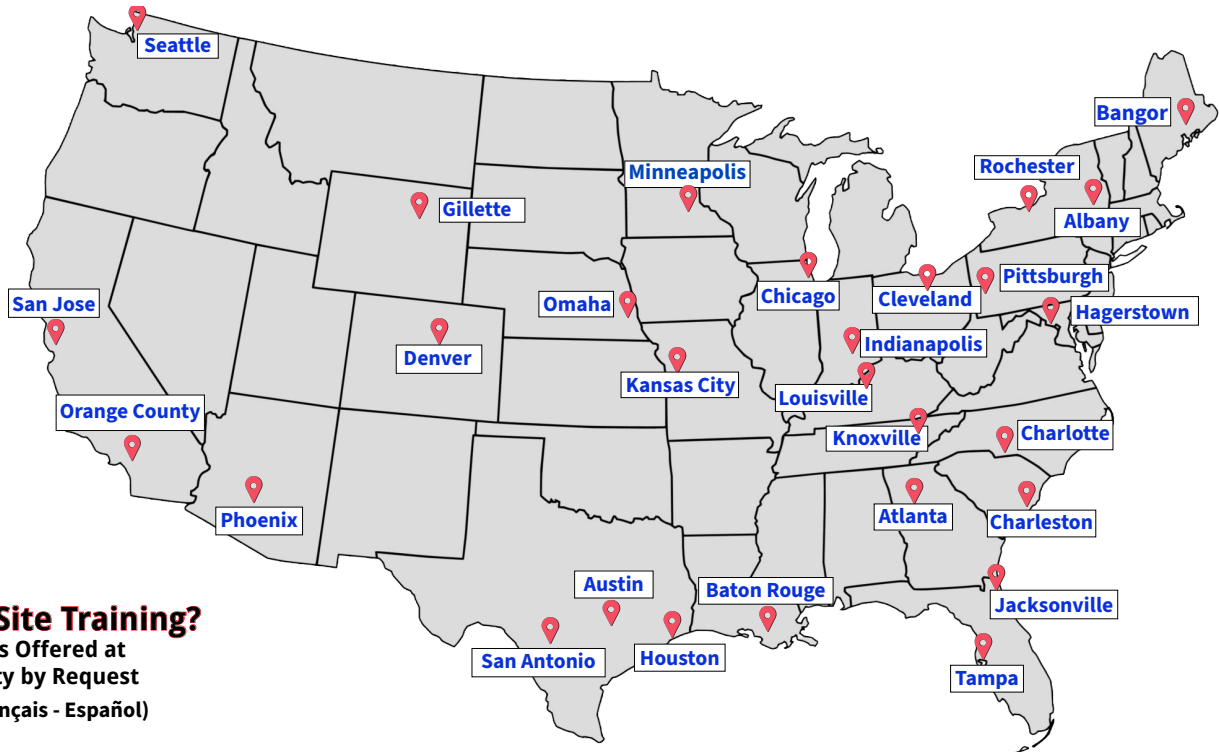 Seattle
Bangor
Rochester
Minneapolis
Gillette
Albany
Pittsburgh
San Jose
Omaha
Chicago
Cleveland
Hagerstown
Denver
Indianapolis
Kansas City
Louisville
Orange County
Knoxville
Charlotte
Phoenix
Atlanta
Charleston
Austin
Baton Rouge
Jacksonville
San Antonio
Houston
Tampa
Site Training?
s Offered at
ty by Request
nçais - Español)